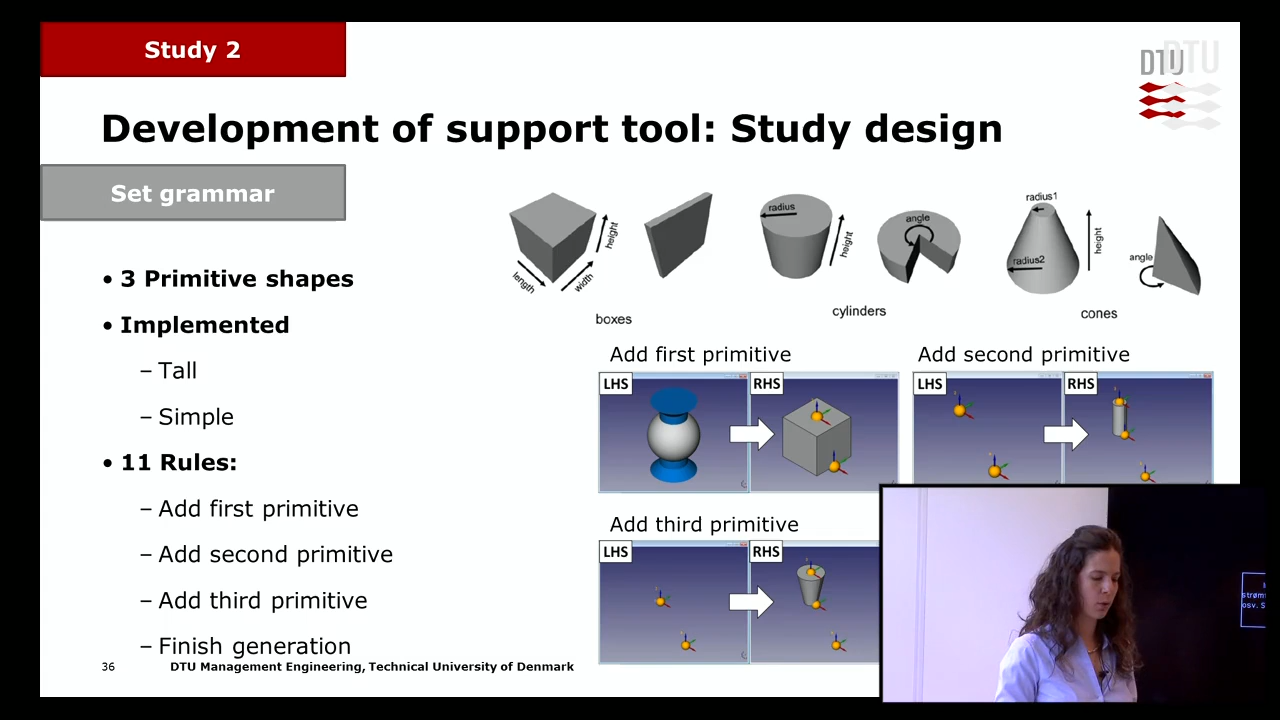 Study 2
DTU
DTU
Development of support tool: Study design
Set grammar
radius1
radius
angle
height
height
height
radius2
angle
length
width
boxes
cylinders
cones
• 3 Primitive shapes
• Implemented
– Tall
– Simple
• 11 Rules:
– Add first primitive
– Add second primitive
– Add third primitive
– Finish generation
Add first primitive
LHS
RHS
Add second primitive
LHS
RHS
Add third primitive
LHS
RHS
strøm
osv. S
36
DTU Management Engineering, Technical University of Denmark